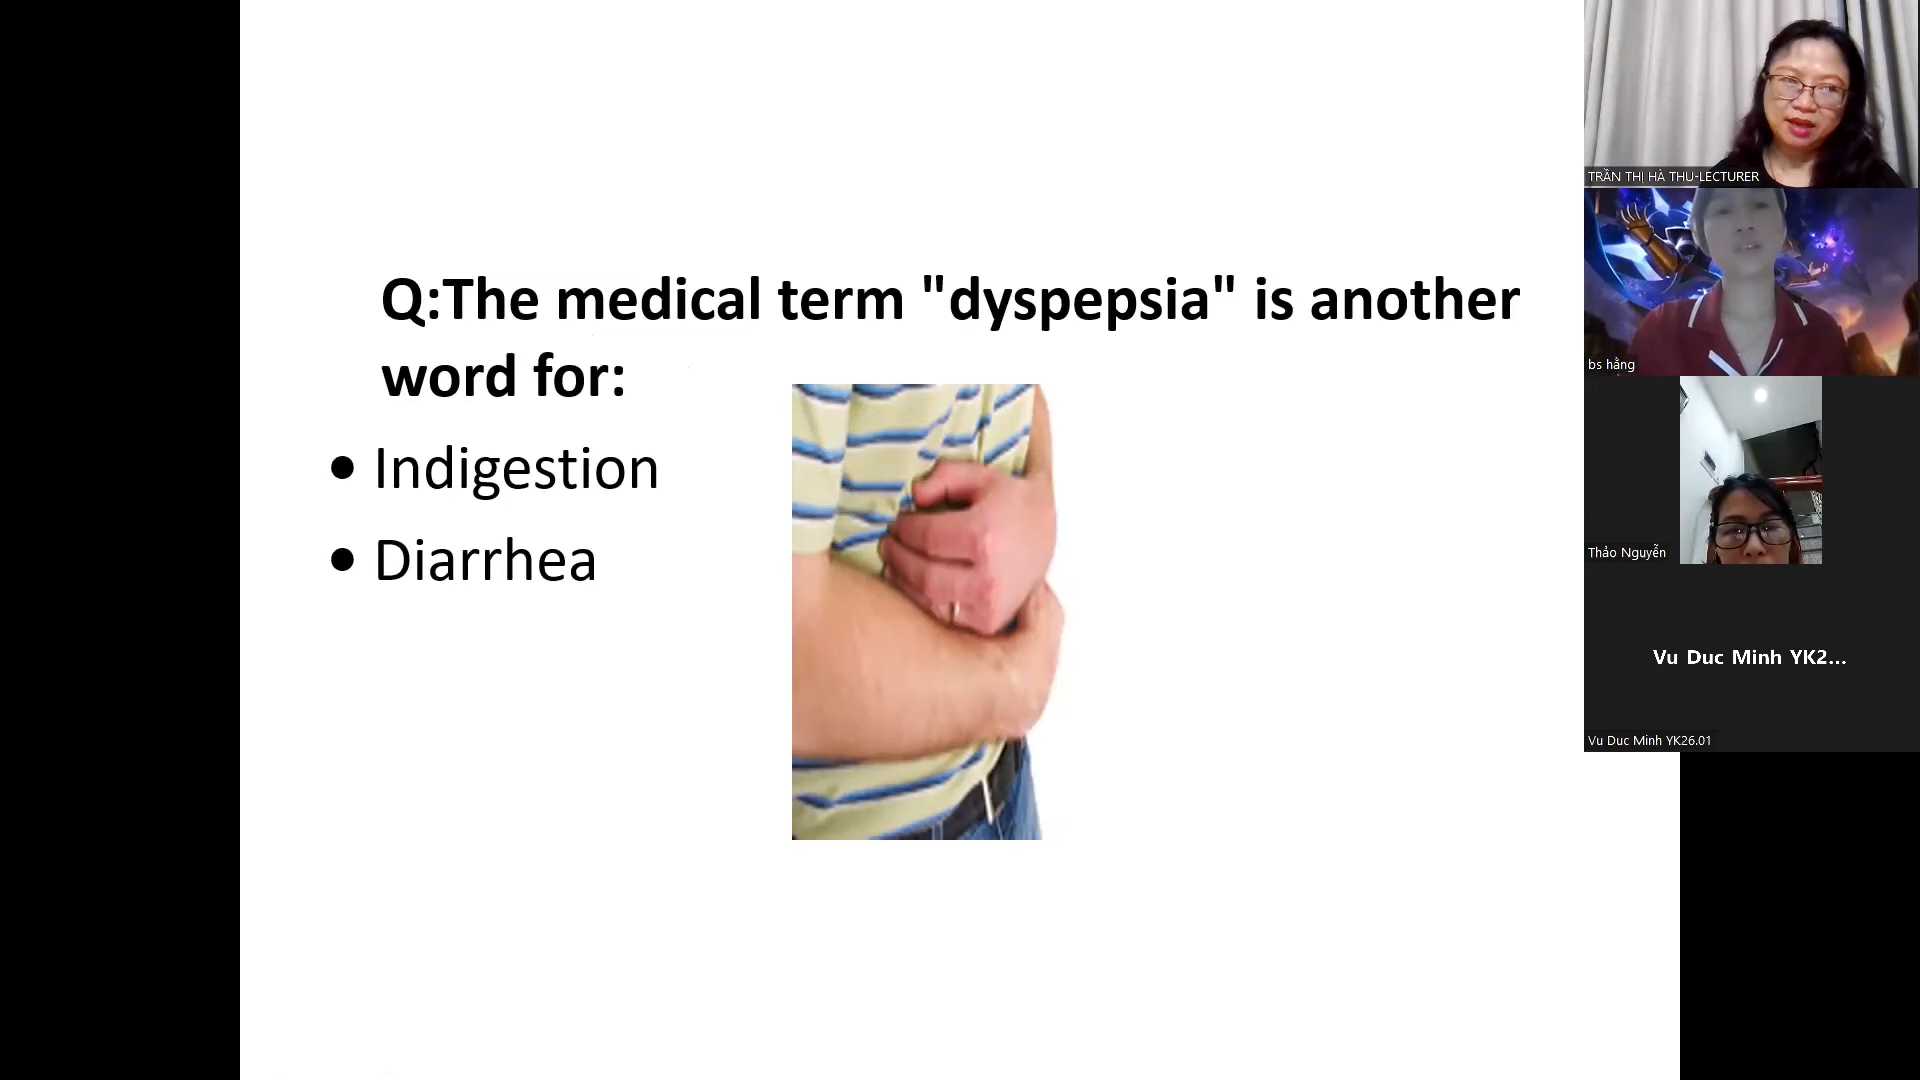 Q:The medical term "dyspepsia" is another
word for:
• Indigestion
• Diarrhea
TRẦN THỊ HÀ THU-LECTURER
bs hằng
Thảo Nguyễn
Vu Duc Minh YK2...
Vu Duc Minh YK26.01